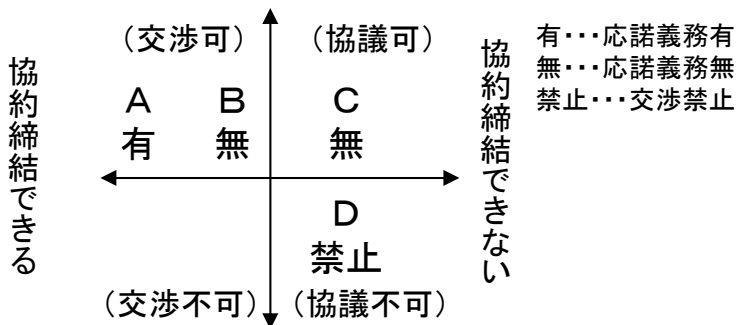 （交渉可）
（協議可）
有･･･応諾義務有
無･･･応諾義務無
禁止･･･交渉禁止
協約締結できる
A
有
B
無
C
無
協約締結できない
D
禁止
（交渉不可）
（協議不可）